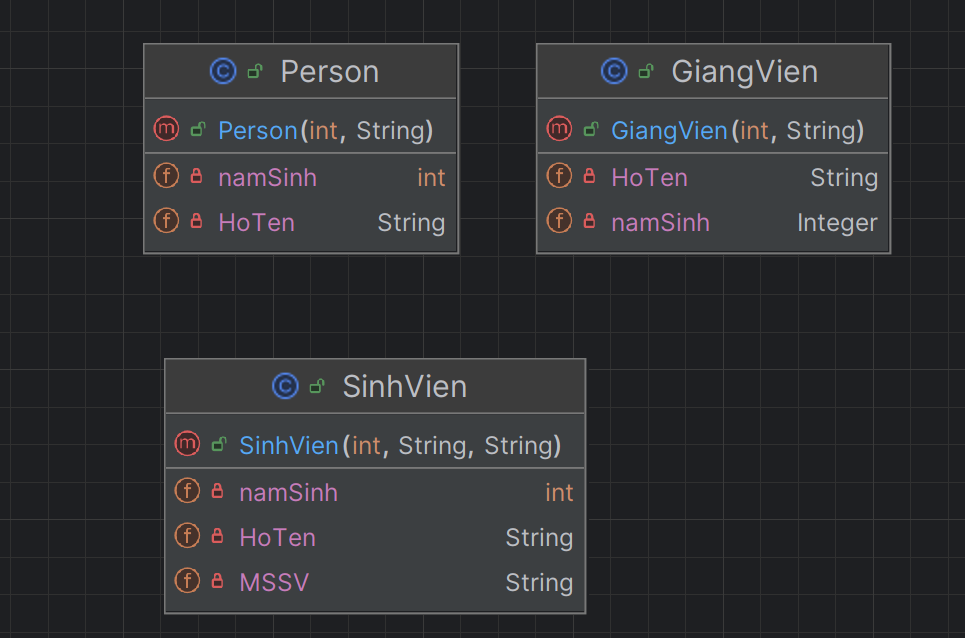 Person
Person(int, String)
namSinh int
HoTen String
GiangVien
GiangVien(int, String)
HoTen String
namSinh Integer
SinhVien
SinhVien(int, String, String)
namSinh int
HoTen String
MSSV String